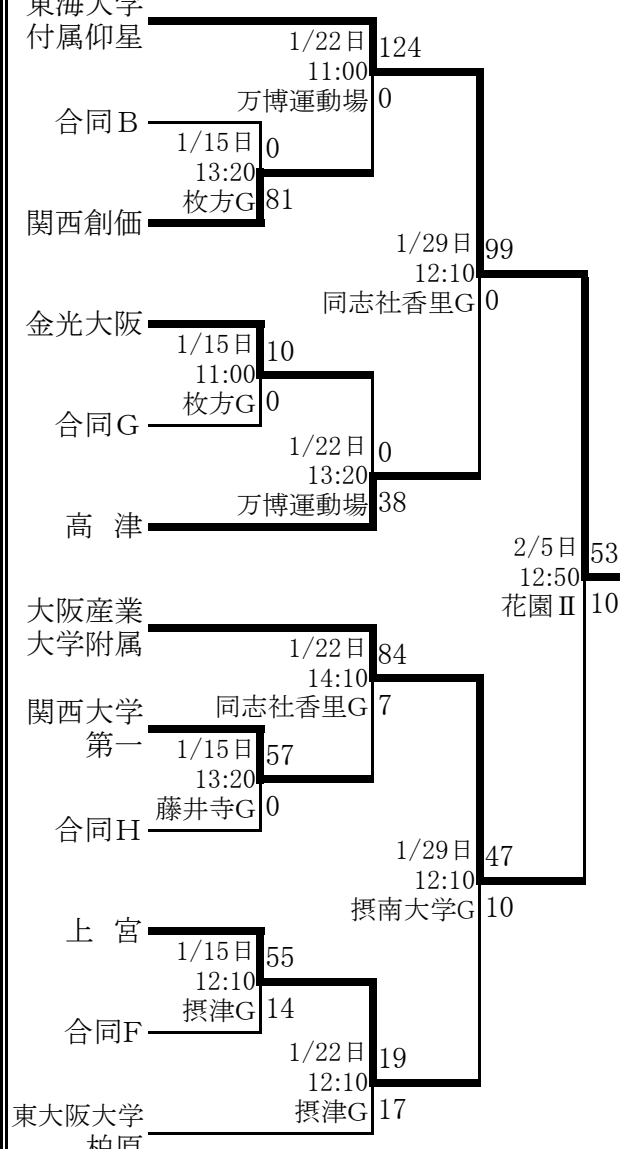 東海大学
付属仰星
1/22日
11:00
万博運動場
124
0
合同B
1/15日
13:20
枚方G
0
81
関西創価
1/29日
12:10
同志社香里G
99
0
金光大阪
1/15日
11:00
枚方G
10
0
合同G
1/22日
13:20
万博運動場
0
38
高 津
2/5日
12:50
花園Ⅱ
53
10
大阪産業
大学附属
1/22日
14:10
同志社香里G
84
7
関西大学
第一
1/15日
13:20
藤井寺G
57
0
合同H
1/29日
12:10
摂南大学G
47
10
上 宮
1/15日
12:10
摂津G
55
14
合同F
1/22日
12:10
摂津G
19
17
東大阪大学
柏原